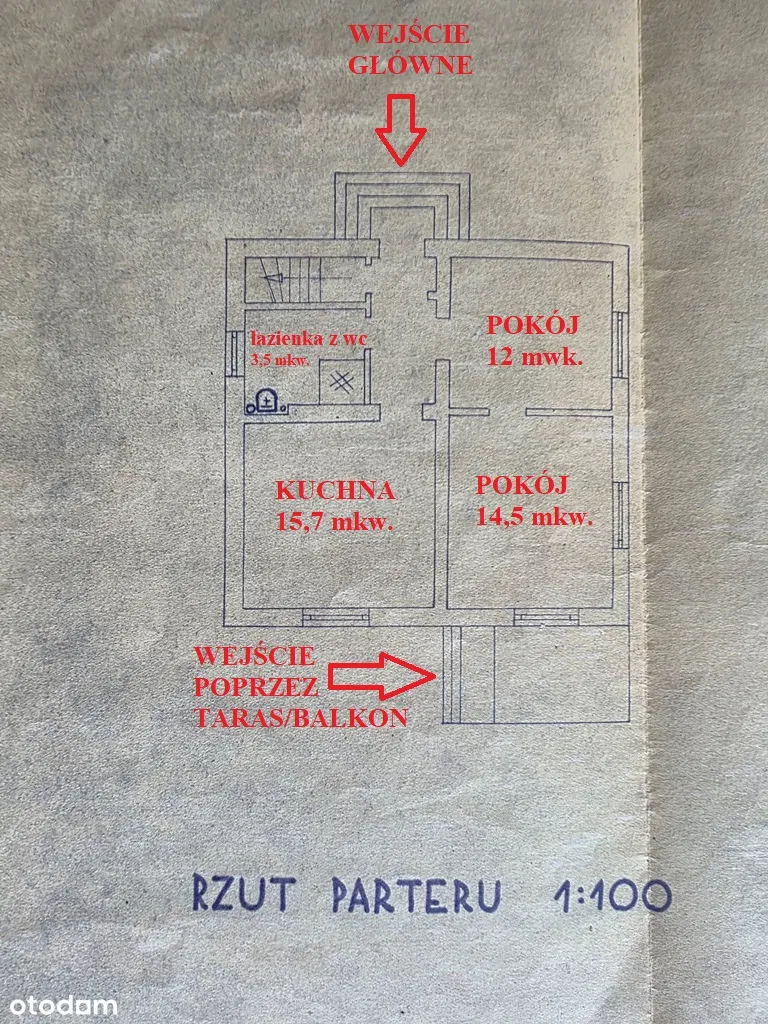 WEJŚCIE
GŁÓWNE
łazienka z wc
3,5 mkw.
POKÓJ
12 mwk.
KUCHNA
15,7 mkw.
POKÓJ
14,5 mkw.
WEJŚCIE
POPRZEZ
TARAS/BALKON
RZUT PARTERU 1:100
otodom